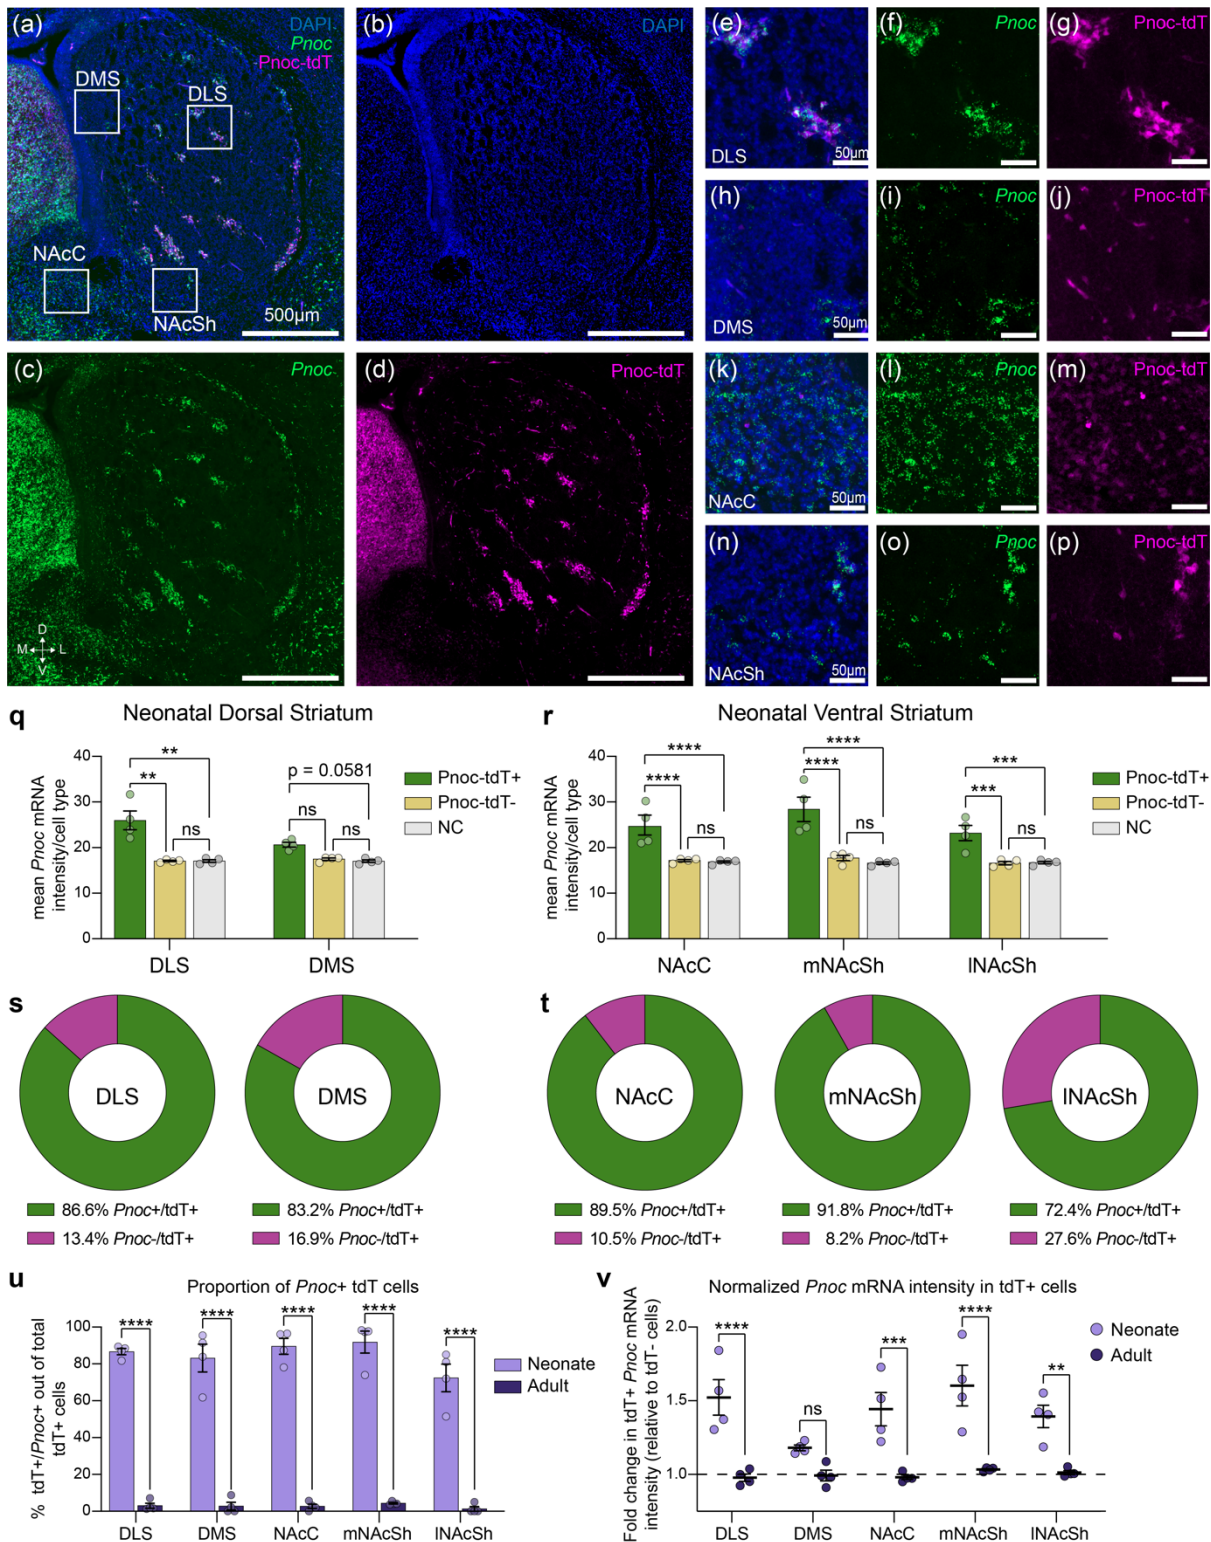 (a)
DAPI
Pnoc
Pnoc-tdT
DMS
DLS
NAcC
NAcSh
500µm
(b)
DAPI
(c)
Pnoc
D
M
L
V
(d)
Pnoc-tdT
(e)
DLS
50µm
(f)
Pnoc
(g)
Pnoc-tdT
(h)
DMS
50µm
(i)
Pnoc
(j)
Pnoc-tdT
(k)
NAcC
50µm
(l)
Pnoc
(m)
Pnoc-tdT
(n)
NAcSh
50µm
(o)
Pnoc
(p)
Pnoc-tdT
q
Neonatal Dorsal Striatum
mean Pnoc mRNA
intensity/cell type
40
30
20
10
0
**
**
ns
p = 0.0581
ns
ns
DLS
DMS
Pnoc-tdT+
Pnoc-tdT-
NC
r
Neonatal Ventral Striatum
mean Pnoc mRNA
intensity/cell type
40
30
20
10
0
****
****
ns
****
****
ns
***
***
ns
NAcC
mNAcSh
lNAcSh
Pnoc-tdT+
Pnoc-tdT-
NC
s
DLS
86.6% Pnoc+/tdT+
13.4% Pnoc-/tdT+
DMS
83.2% Pnoc+/tdT+
16.9% Pnoc-/tdT+
t
NAcC
89.5% Pnoc+/tdT+
10.5% Pnoc-/tdT+
mNAcSh
91.8% Pnoc+/tdT+
8.2% Pnoc-/tdT+
lNAcSh
72.4% Pnoc+/tdT+
27.6% Pnoc-/tdT+
u
Proportion of Pnoc+ tdT cells
% tdT+/Pnoc+ out of total
tdT+ cells
100
80
60
40
20
0
****
****
****
****
****
DLS
DMS
NAcC
mNAcSh
lNAcSh
Neonate
Adult
v
Normalized Pnoc mRNA intensity in tdT+ cells
Fold change in tdT+ Pnoc mRNA
intensity (relative to tdT- cells)
2.0
1.5
1.0
****
ns
***
****
**
DLS
DMS
NAcC
mNAcSh
lNAcSh
Neonate
Adult